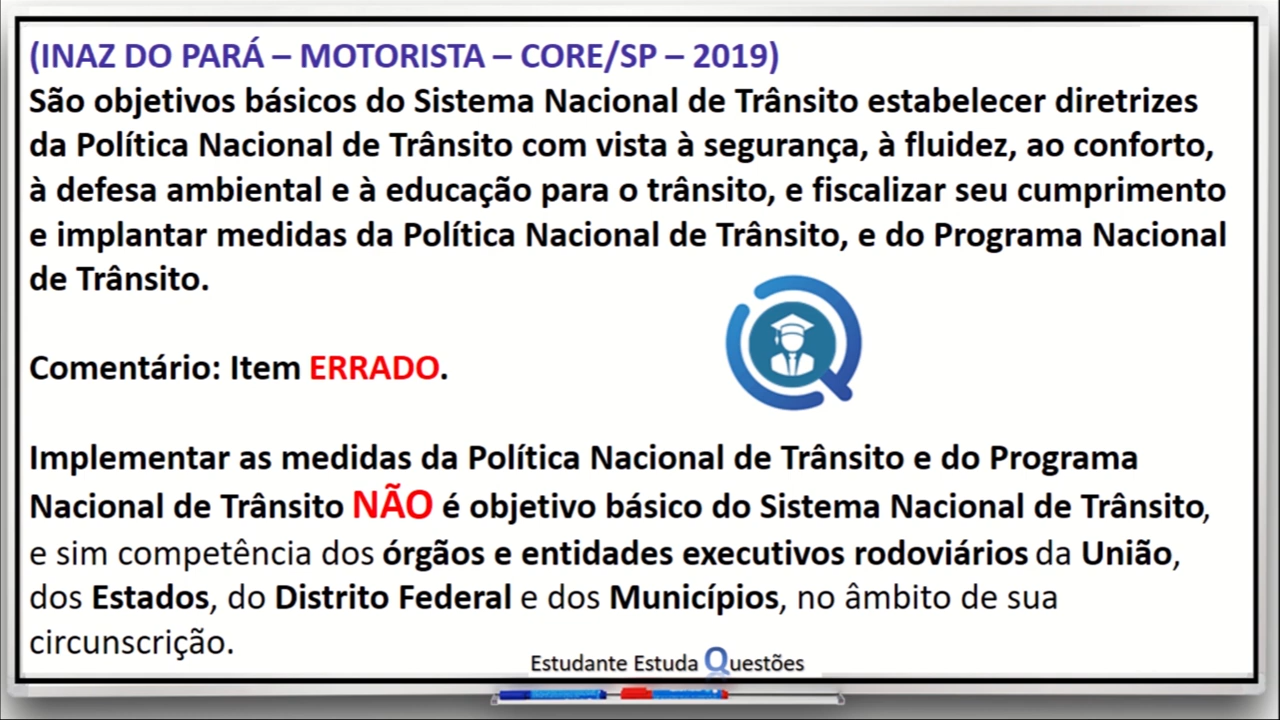 (INAZ DO PARÁ – MOTORISTA – CORE/SP – 2019)
São objetivos básicos do Sistema Nacional de Trânsito estabelecer diretrizes
da Política Nacional de Trânsito com vista à segurança, à fluidez, ao conforto,
à defesa ambiental e à educação para o trânsito, e fiscalizar seu cumprimento
e implantar medidas da Política Nacional de Trânsito, e do Programa Nacional
de Trânsito.
Comentário: Item ERRADO.
Implementar as medidas da Política Nacional de Trânsito e do Programa
Nacional de Trânsito NÃO é objetivo básico do Sistema Nacional de Trânsito,
e sim competência dos órgãos e entidades executivos rodoviários da União,
dos Estados, do Distrito Federal e dos Municípios, no âmbito de sua
circunscrição.
Estudante Estuda Questões